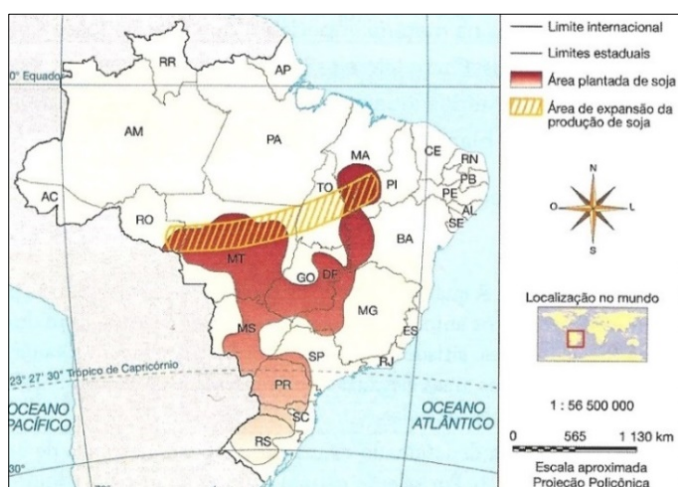 0° Equador
RR
AP
AM
PA
MA
CE
RN
PB
PE
AL
SE
PI
TO
AC
RO
BA
MT
GO
DF
MG
ES
MS
SP
RJ
PR
SC
RS
23° 27' 30" Trópico de Capricórnio
OCEANO
PACÍFICO
OCEANO
ATLÂNTICO
30°
Limite internacional
Limites estaduais
Área plantada de soja
Área de expansão da
produção de soja
N
O
L
S
Localização no mundo
1 : 56 500 000
0 565 1 130 km
Escala aproximada
Projeção Policônica